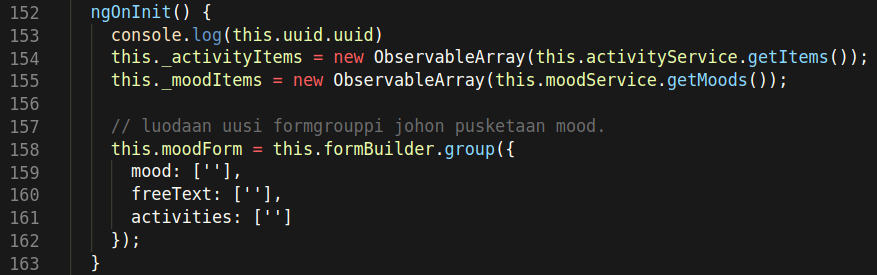 152 ngOnInit() {
153 console.log(this.uuid.uuid)
154 this._activityItems = new ObservableArray(this.activityService.getItems());
155 this._moodItems = new ObservableArray(this.moodService.getMoods());
156
157 // luodaan uusi formgrouppi johon pusketaan mood.
158 this.moodForm = this.formBuilder.group({
159 mood: [''],
160 freeText: [''],
161 activities: ['']
162 });
163 }